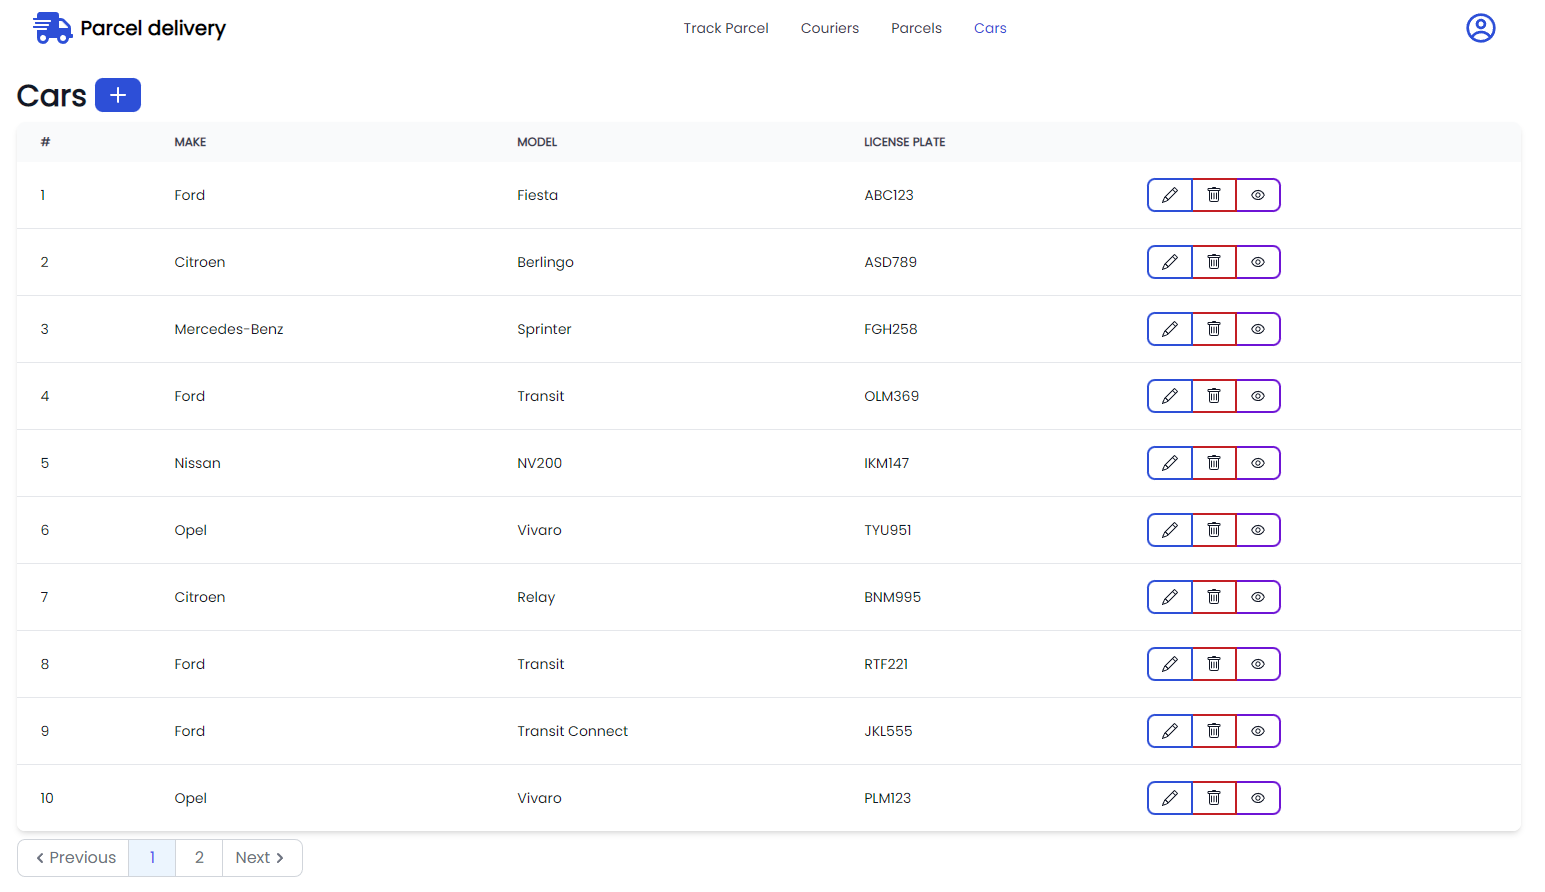 Parcel delivery Track Parcel Couriers Parcels Cars
Cars
# MAKE MODEL LICENSE PLATE
1 Ford Fiesta ABC123
2 Citroen Berlingo ASD789
3 Mercedes-Benz Sprinter FGH258
4 Ford Transit OLM369
5 Nissan NV200 IKM147
6 Opel Vivaro TYU951
7 Citroen Relay BNM995
8 Ford Transit RTF221
9 Ford Transit Connect JKL555
10 Opel Vivaro PLM123
Previous 1 2 Next